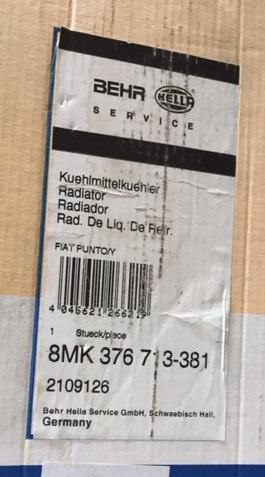 BEHR HELLA
SERVICE
Kuehlmittelkuehler
Radiator
Radiador
Rad. De Liq. De Refr.
FIAT PUNTO/Y
4 045621 266219
1 Stueck/piece
8MK 376 713-381
2109126
Behr Hella Service GmbH, Schwaebisch Hall,
Germany